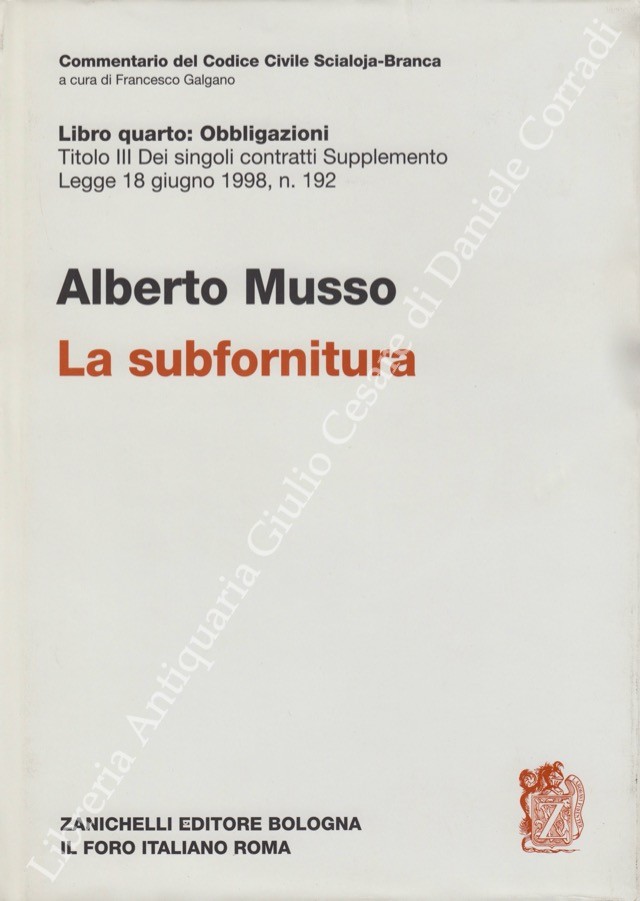 Commentario del Codice Civile Scialoja-Branca
a cura di Francesco Galgano
Libro quarto: Obbligazioni
Titolo III Dei singoli contratti Supplemento
Legge 18 giugno 1998, n. 192
Alberto Musso
La subfornitura
Libreria Antiquaria Giulio Cesare di Daniele Corradi
ZANICHELLI EDITORE BOLOGNA
IL FORO ITALIANO ROMA
Z